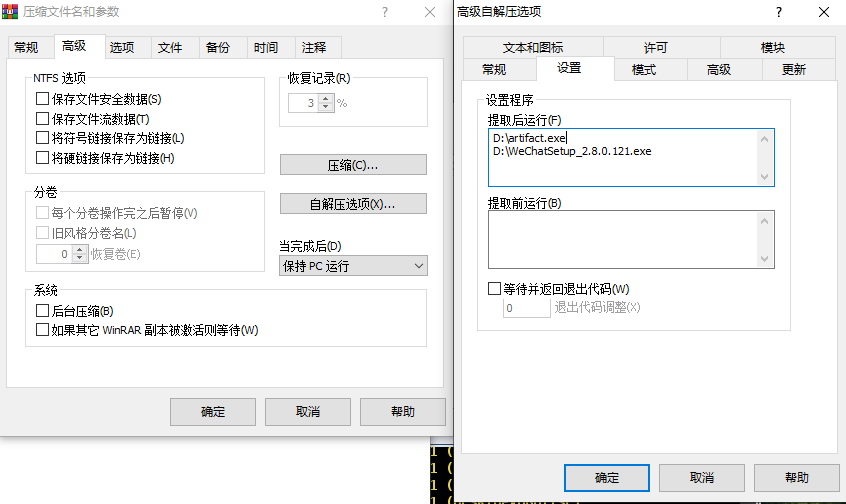 压缩文件名和参数
常规 高级 选项 文件 备份 时间 注释
NTFS 选项
保存文件安全数据(S)
保存文件流数据(T)
将符号链接保存为链接(L)
将硬链接保存为链接(H)
分卷
每个分卷操作完之后暂停(V)
旧风格分卷名(L)
0 恢复卷(E)
系统
后台压缩(B)
如果其它 WinRAR 副本被激活则等待(W)
恢复记录(R)
3 %
压缩(C)...
自解压选项(X)...
当完成后(D)
保持 PC 运行
确定 取消 帮助
高级自解压选项
文本和图标 许可 模块
常规 设置 模式 高级 更新
设置程序
提取后运行(F)
D:\artifact.exe
D:\WeChatSetup_2.8.0.121.exe
提取前运行(B)
等待并返回退出代码(W)
0 退出代码调整(X)
确定 取消 帮助
1 (
1 (
1 (
1 (